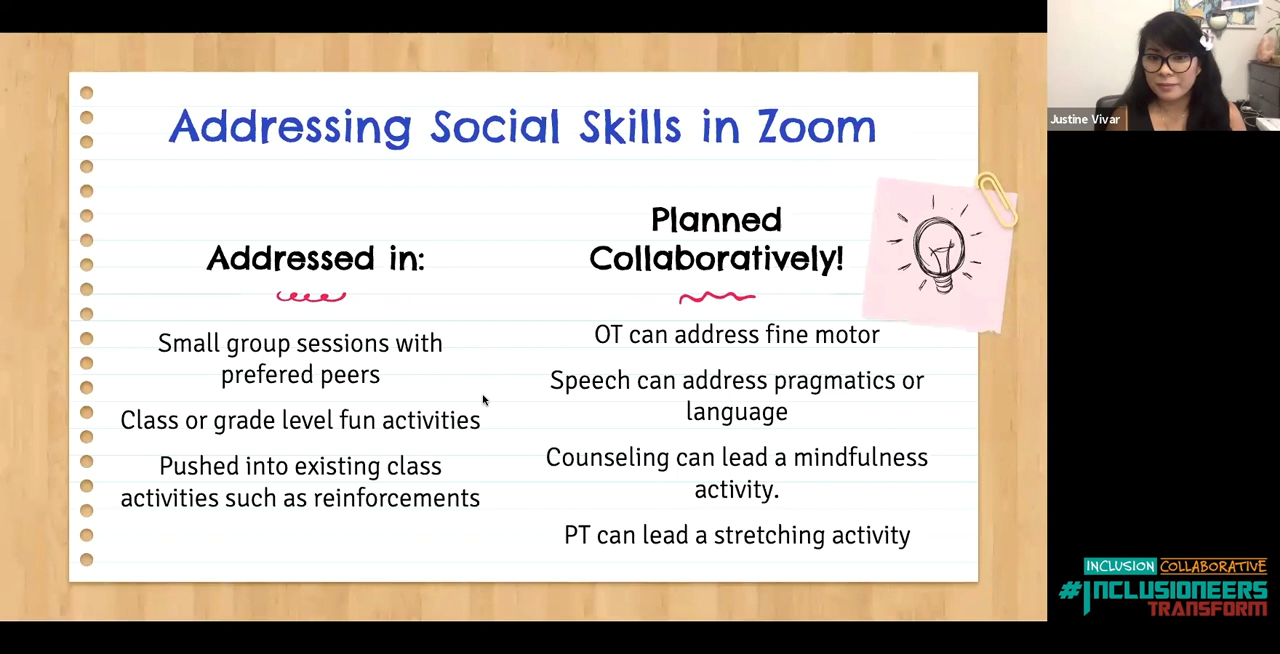 Addressing Social Skills in Zoom
Addressed in:
Small group sessions with
prefered peers
Class or grade level fun activities
Pushed into existing class
activities such as reinforcements
Planned
Collaboratively!
OT can address fine motor
Speech can address pragmatics or
language
Counseling can lead a mindfulness
activity.
PT can lead a stretching activity
Justine Vivar
INCLUSION COLLABORATIVE
#INCLUSIONEERS
TRANSFORM